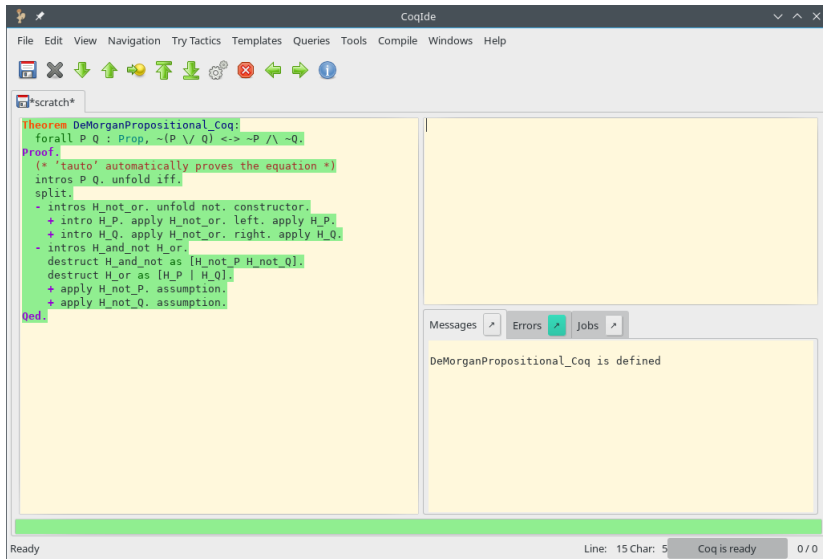 CoqIde
File Edit View Navigation Try Tactics Templates Queries Tools Compile Windows Help
*scratch*
Theorem DeMorganPropositional_Coq:
  forall P Q : Prop, ~(P \/ Q) <-> ~P /\ ~Q.
Proof.
  (* 'tauto' automatically proves the equation *)
  intros P Q. unfold iff.
  split.
  - intros H_not_or. unfold not. constructor.
    + intro H_P. apply H_not_or. left. apply H_P.
    + intro H_Q. apply H_not_or. right. apply H_Q.
  - intros H_and_not H_or.
    destruct H_and_not as [H_not_P H_not_Q].
    destruct H_or as [H_P | H_Q].
    + apply H_not_P. assumption.
    + apply H_not_Q. assumption.
Qed.
Messages Errors Jobs
DeMorganPropositional_Coq is defined
Ready Line: 15 Char: 5 Coq is ready 0 / 0